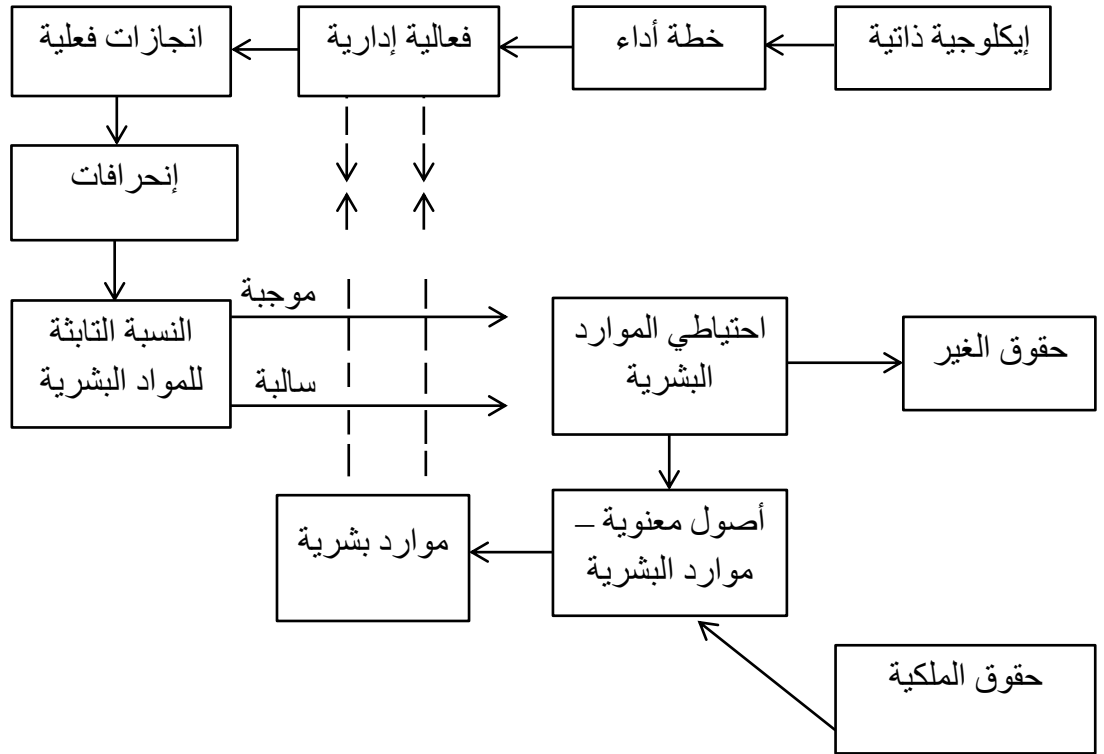 إيكلوجية ذاتية
خطة أداء
فعالية إدارية
انجازات فعلية
إنحرافات
النسبة التابثة
للمواد البشرية
موجبة
سالبة
احتياطي الموارد
البشرية
حقوق الغير
أصول معنوية –
موارد البشرية
موارد بشرية
حقوق الملكية